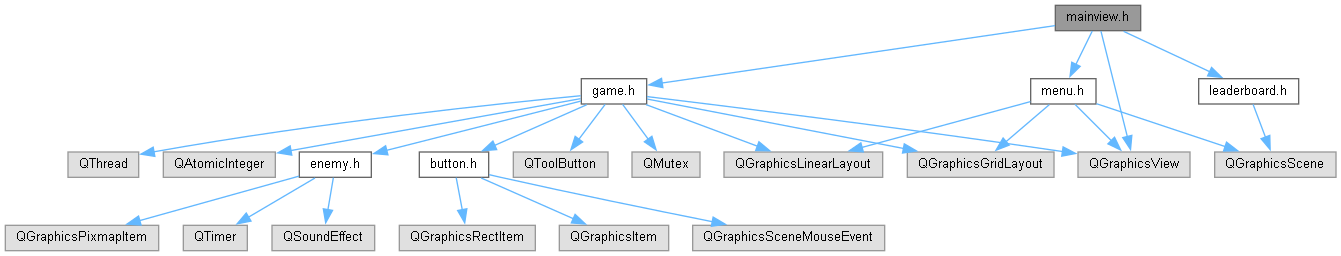 mainview.h
game.h
menu.h
leaderboard.h
QThread
QAtomicInteger
enemy.h
button.h
QToolButton
QMutex
QGraphicsLinearLayout
QGraphicsGridLayout
QGraphicsView
QGraphicsScene
QGraphicsPixmapItem
QTimer
QSoundEffect
QGraphicsRectItem
QGraphicsItem
QGraphicsSceneMouseEvent